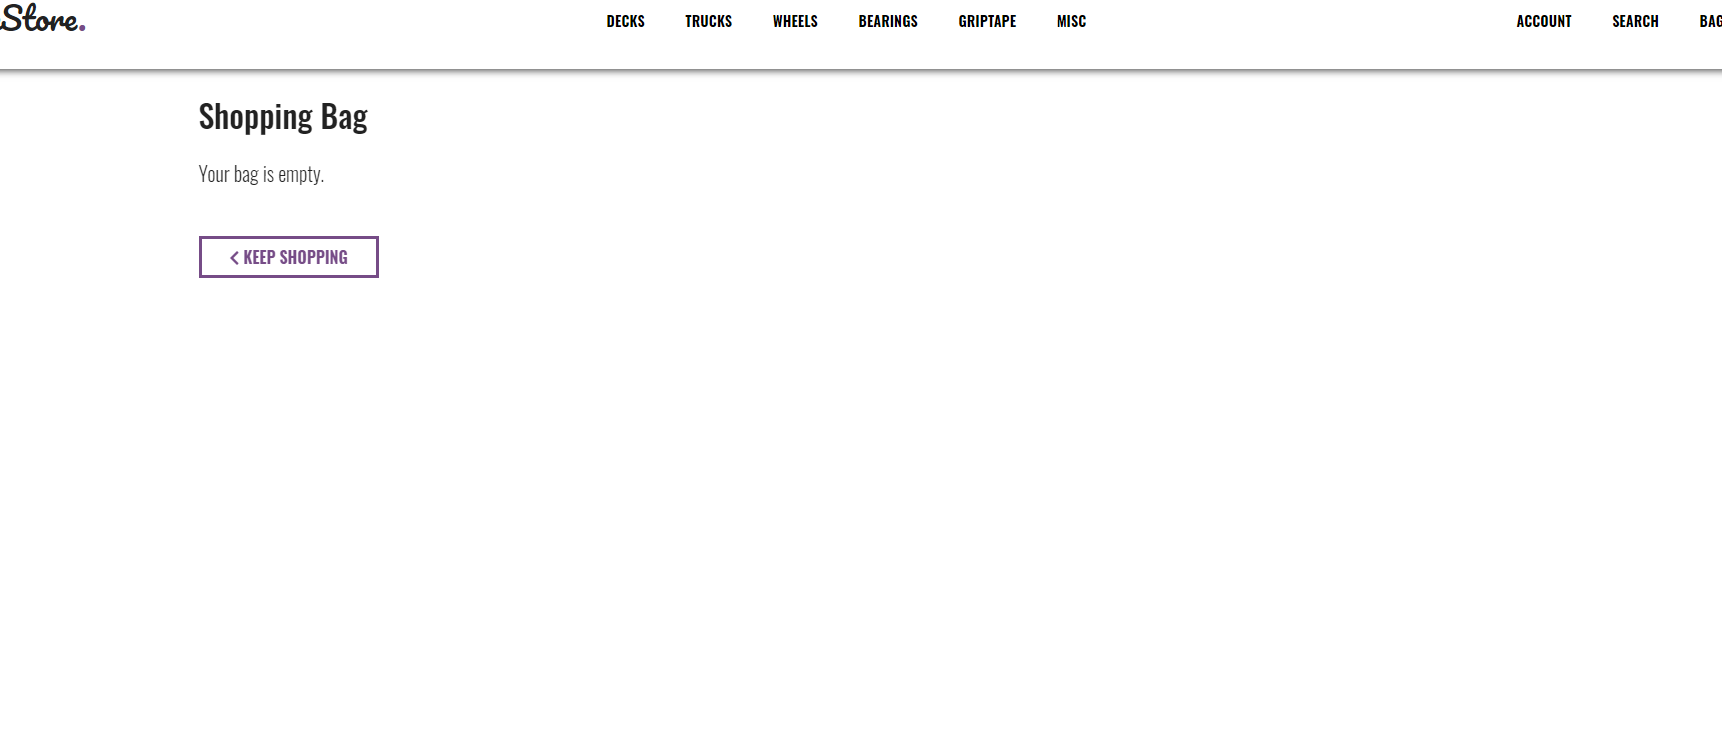 Store.
DECKS TRUCKS WHEELS BEARINGS GRIPTAPE MISC
ACCOUNT SEARCH BAG
Shopping Bag
Your bag is empty.
< KEEP SHOPPING